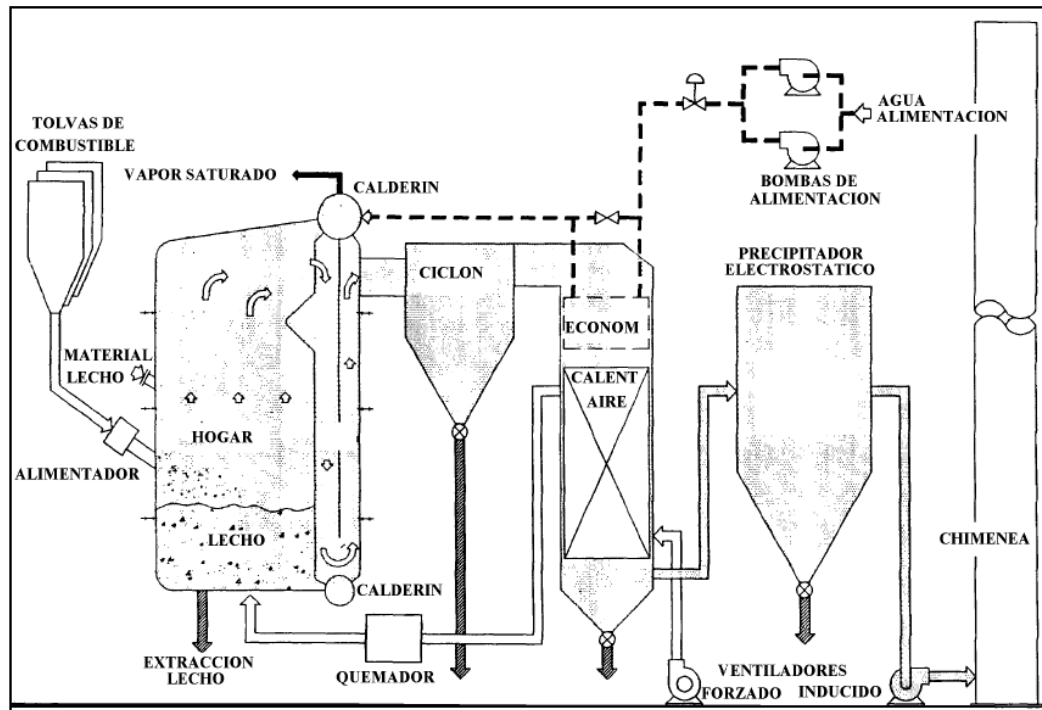 TOLVAS DE
COMBUSTIBLE
VAPOR SATURADO
CALDERIN
AGUA
ALIMENTACION
BOMBAS DE
ALIMENTACION
PRECIPITADOR
ELECTROSTATICO
CICLON
ECONOM
MATERIAL
LECHO
CALENT
AIRE
HOGAR
ALIMENTADOR
LECHO
CHIMENEA
CALDERIN
EXTRACCION
LECHO
QUEMADOR
VENTILADORES
FORZADO INDUCIDO